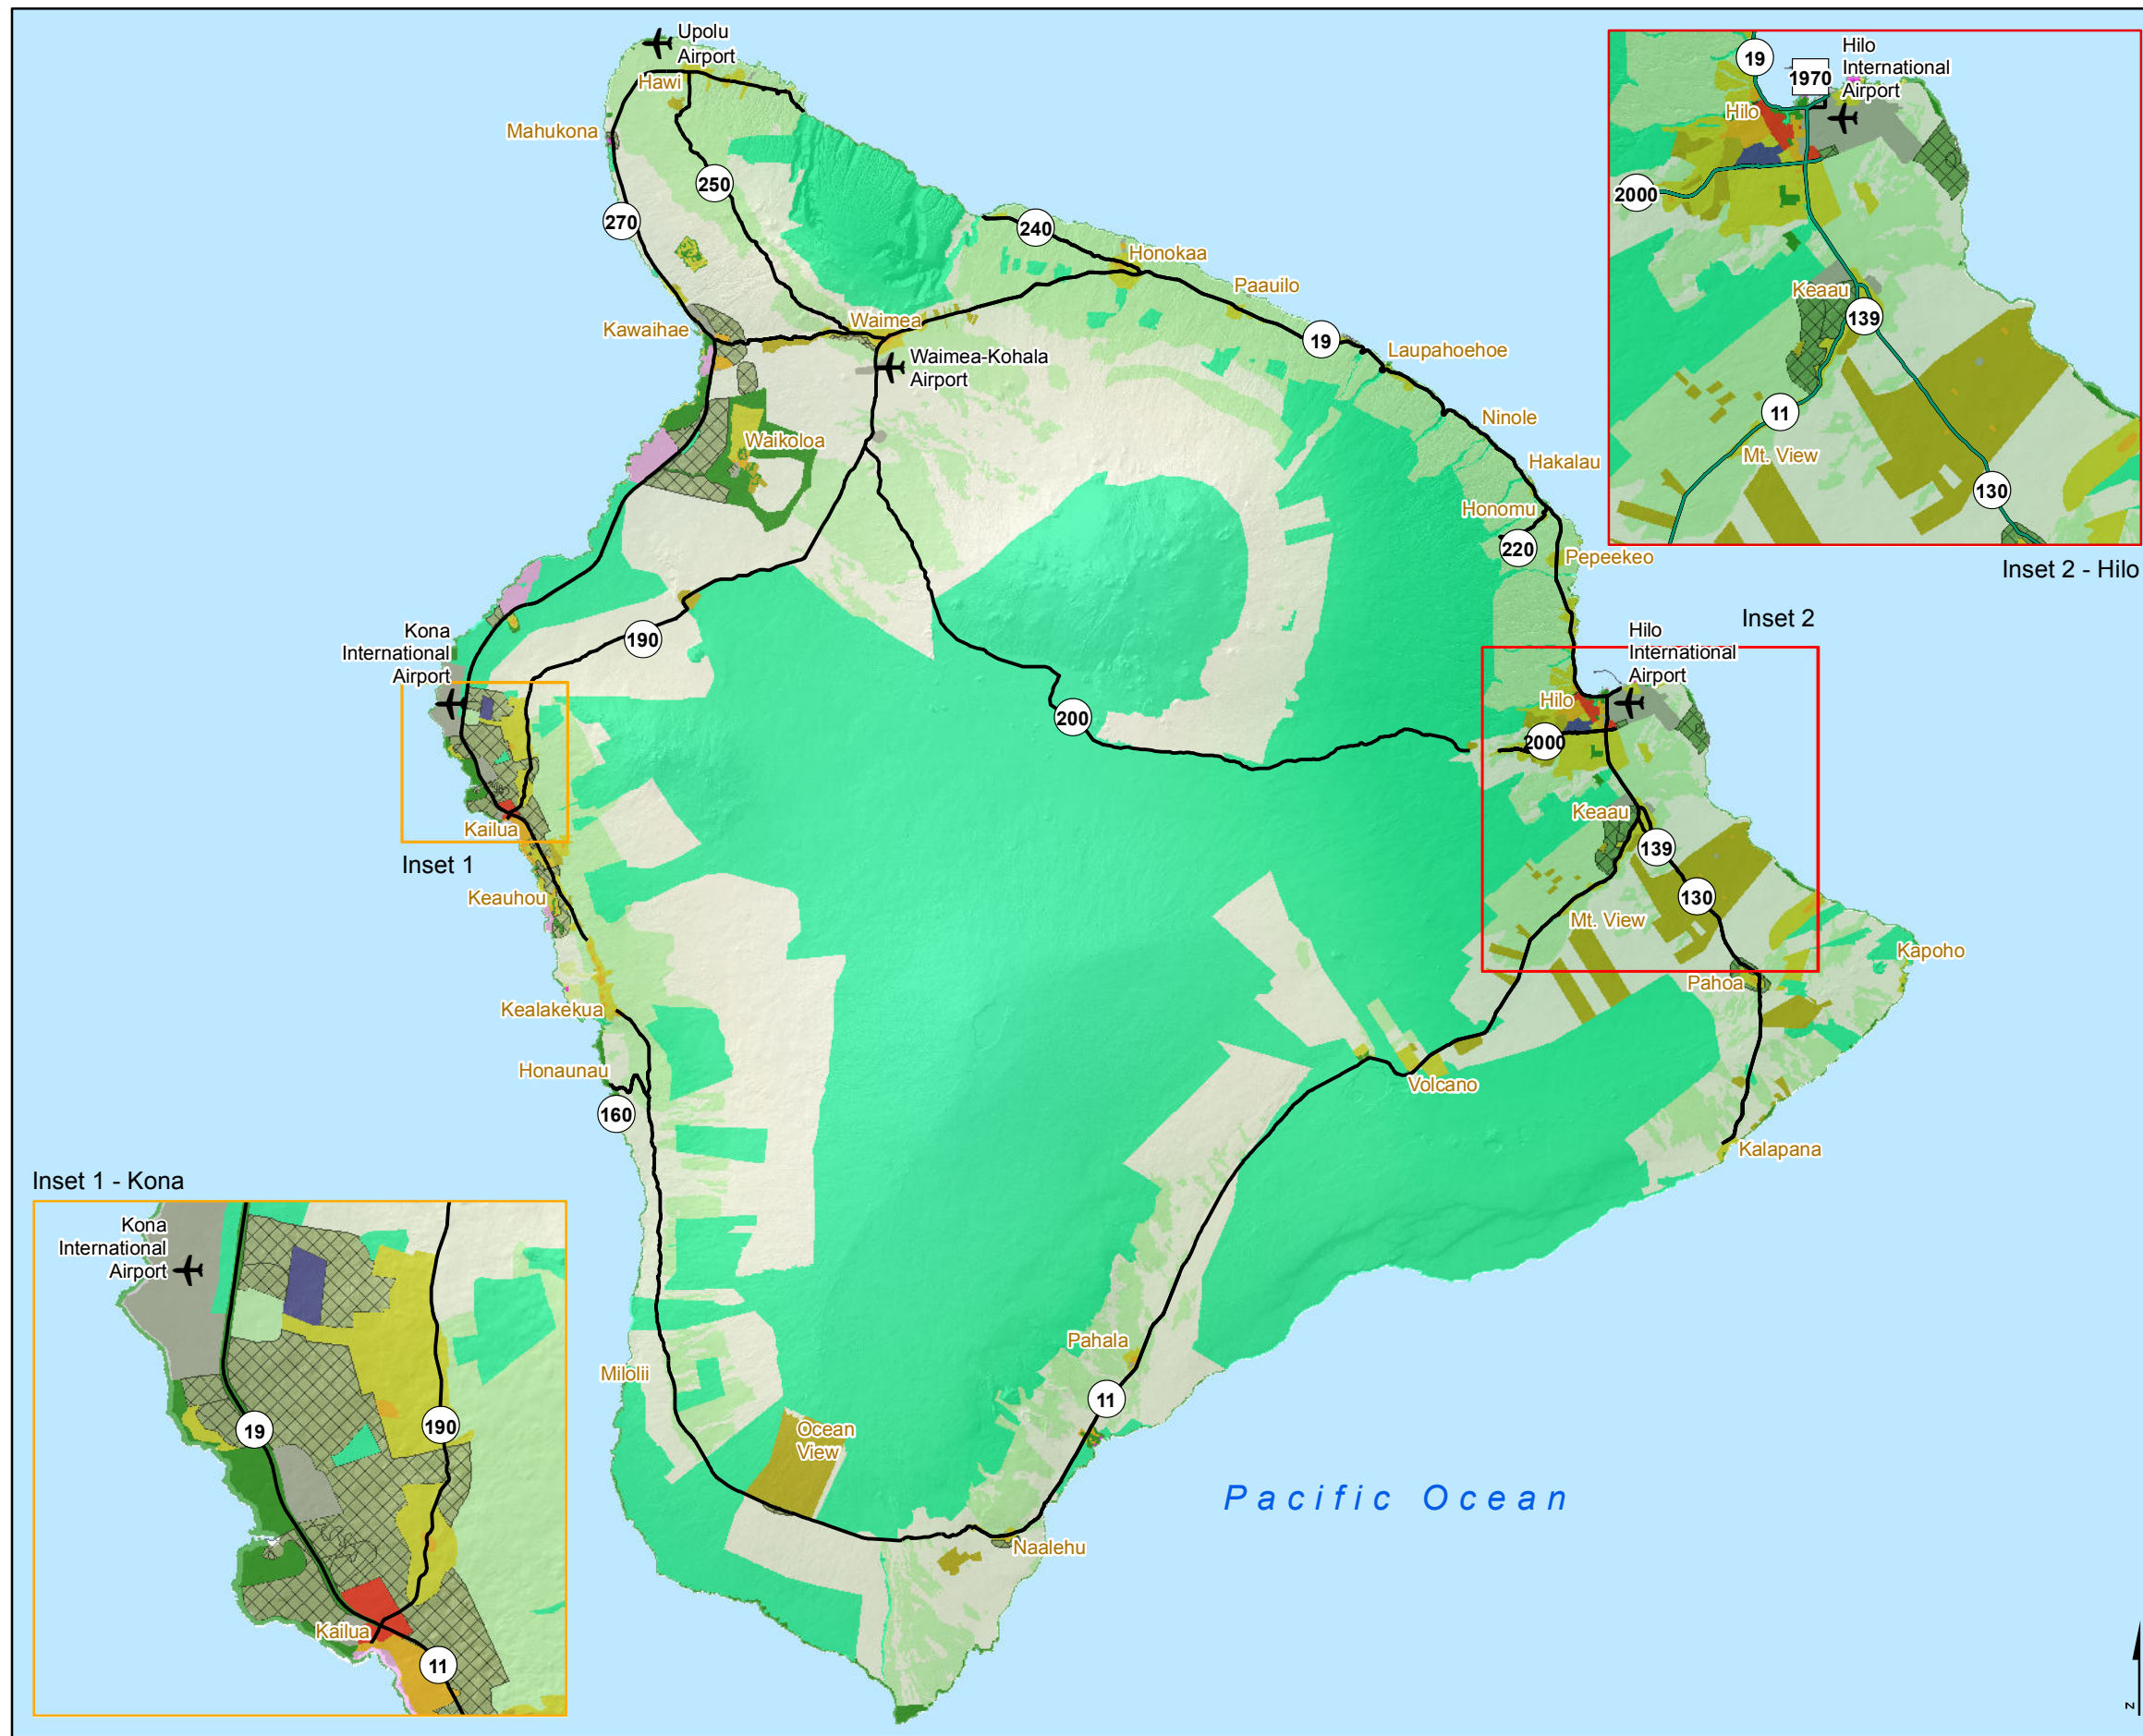 Upolu
Airport
Hawi
Mahukona
250
270
240
Honokaa
Paauilo
Kawaihae
Waimea
19
Waimea-Kohala
Airport
Laupahoehoe
Ninole
Waikoloa
Hakalau
Honomu
220
Pepeekeo
190
Kona
International
Airport
Inset 2
Hilo
International
Airport
Hilo
200
2000
Kailua
Inset 1
Keaau
139
Keauhou
130
Mt. View
Kapoho
Pahoa
Kealakekua
Honaunau
Volcano
160
Kalapana
Pahala
Milolii
11
Ocean
View
Naalehu
Pacific Ocean
19
1970
Hilo
International
Airport
Hilo
2000
Keaau
139
11
Mt. View
130
Inset 2 - Hilo
Inset 1 - Kona
Kona
International
Airport
19
190
Kailua
11
N